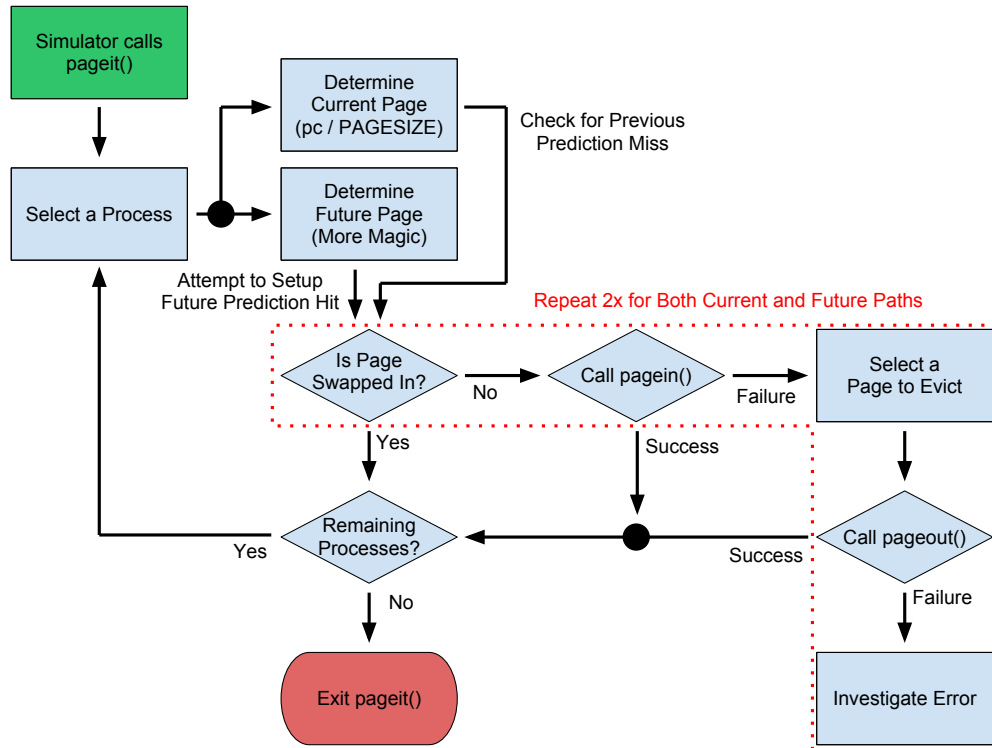 Simulator calls
pageit()
Determine
Current Page
(pc / PAGESIZE)
Check for Previous
Prediction Miss
Select a Process
Determine
Future Page
(More Magic)
Attempt to Setup
Future Prediction Hit
Repeat 2x for Both Current and Future Paths
Is Page
Swapped In?
No
Call pagein()
Failure
Select a
Page to Evict
Yes
Success
Remaining
Processes?
Yes
Success
Call pageout()
No
Failure
Exit pageit()
Investigate Error